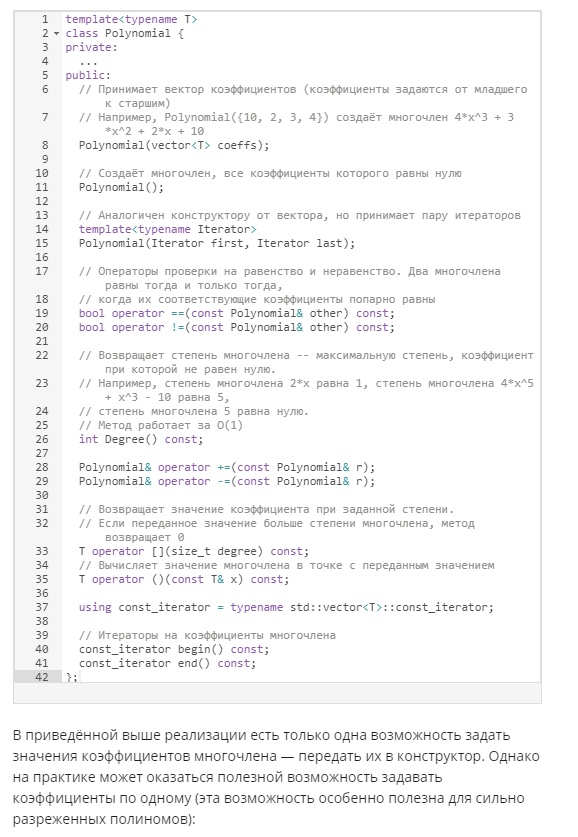 1 template<typename T>
2 class Polynomial {
3 private:
4 ...
5 public:
6 // Принимает вектор коэффициентов (коэффициенты задаются от младшего
к старшим)
7 // Например, Polynomial({10, 2, 3, 4}) создаёт многочлен 4*x^3 + 3
*x^2 + 2*x + 10
8 Polynomial(vector<T> coeffs);
9
10 // Создаёт многочлен, все коэффициенты которого равны нулю
11 Polynomial();
12
13 // Аналогичен конструктору от вектора, но принимает пару итераторов
14 template<typename Iterator>
15 Polynomial(Iterator first, Iterator last);
16
17 // Операторы проверки на равенство и неравенство. Два многочлена
равны тогда и только тогда,
18 // когда их соответствующие коэффициенты попарно равны
19 bool operator ==(const Polynomial& other) const;
20 bool operator !=(const Polynomial& other) const;
21
22 // Возвращает степень многочлена -- максимальную степень, коэффициент
при которой не равен нулю.
23 // Например, степень многочлена 2*x равна 1, степень многочлена 4*x^5
+ x^3 - 10 равна 5,
24 // степень многочлена 5 равна нулю.
25 // Метод работает за O(1)
26 int Degree() const;
27
28 Polynomial& operator +=(const Polynomial& r);
29 Polynomial& operator -=(const Polynomial& r);
30
31 // Возвращает значение коэффициента при заданной степени.
32 // Если переданное значение больше степени многочлена, метод
возвращает 0
33 T operator [](size_t degree) const;
34 // Вычисляет значение многочлена в точке с переданным значением
35 T operator ()(const T& x) const;
36
37 using const_iterator = typename std::vector<T>::const_iterator;
38
39 // Итераторы на коэффициенты многочлена
40 const_iterator begin() const;
41 const_iterator end() const;
42 };
В приведённой выше реализации есть только одна возможность задать
значения коэффициентов многочлена — передать их в конструктор. Однако
на практике может оказаться полезной возможность задавать
коэффициенты по одному (эта возможность особенно полезна для сильно
разреженных полиномов):